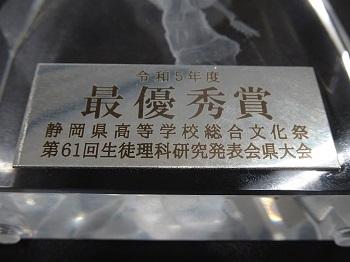 令和5年度
最優秀賞
静岡県高等学校総合文化祭
第61回生徒理科研究発表会県大会